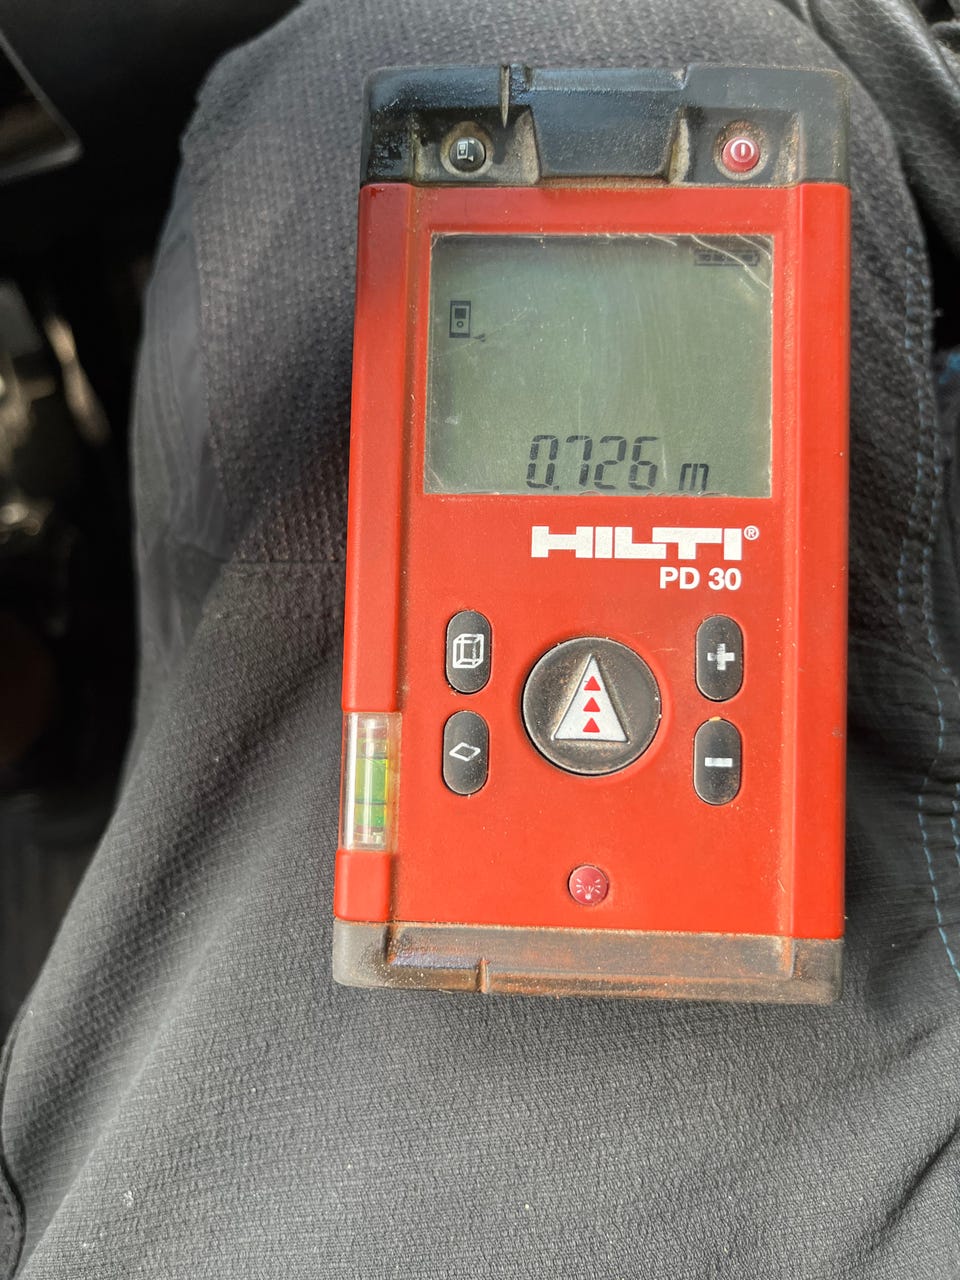 0.726 m
HILTI®
PD 30
+
−